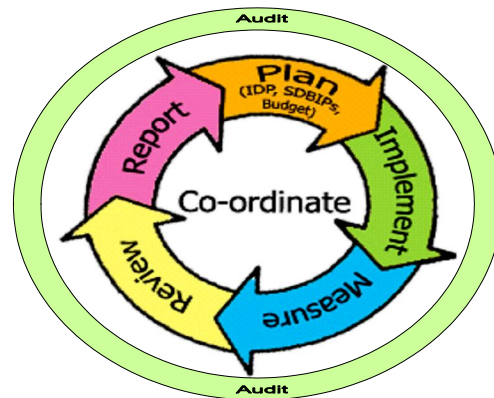 Audit
Plan
(IDP, SDBIPs,
Budget)
Implement
Measure
Review
Report
Co-ordinate
Audit